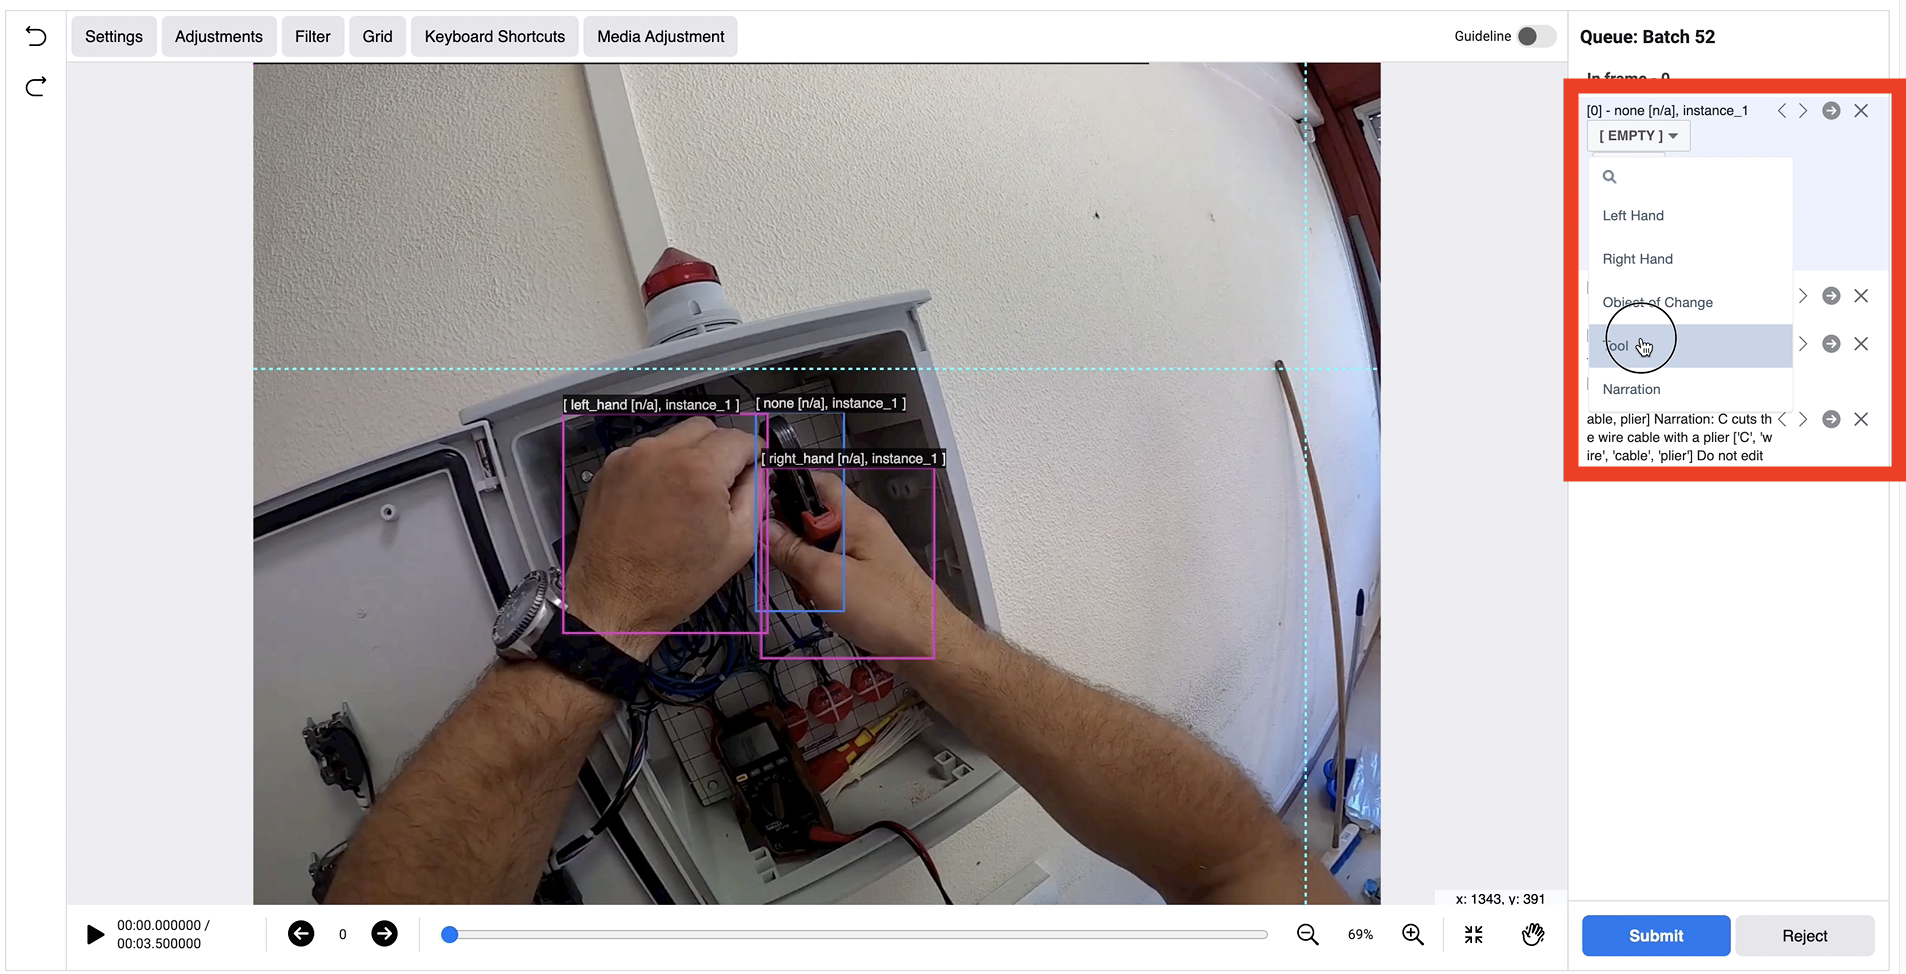 Settings
Adjustments
Filter
Grid
Keyboard Shortcuts
Media Adjustment
Guideline
Queue: Batch 52
In frame - 0
[0] - none [n/a], instance_1
[ EMPTY ]
Left Hand
Right Hand
Object of Change
Tool
Narration
able, plier] Narration: C cuts th
e wire cable with a plier ['C', 'w
ire', 'cable', 'plier'] Do not edit
[ left_hand [n/a], instance_1 ]
[ none [n/a], instance_1 ]
[ right_hand [n/a], instance_1 ]
x: 1343, y: 391
00:00.000000 /
00:03.500000
0
69%
Submit
Reject